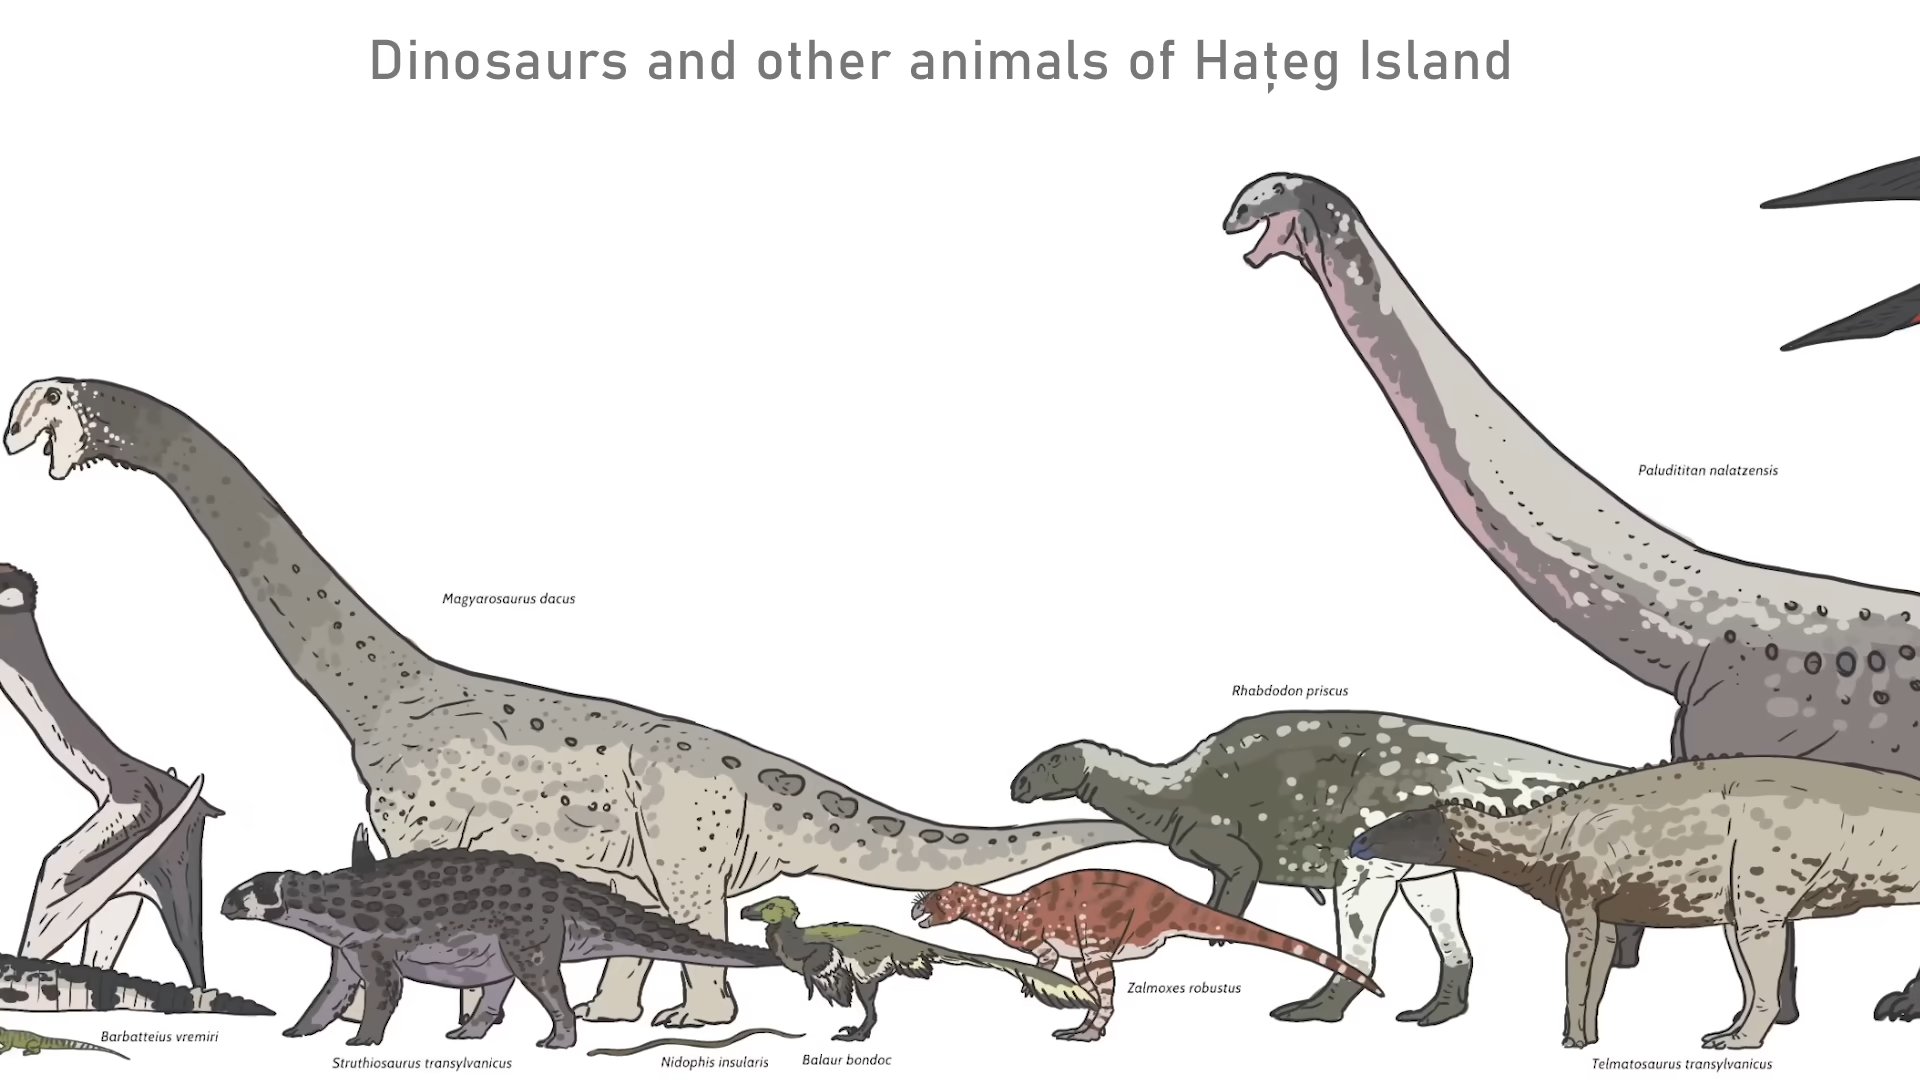 Dinosaurs and other animals of Hațeg Island
Paludititan nalatzensis
Magyarosaurus dacus
Rhabdodon priscus
Zalmoxes robustus
Barbatteius vremiri
Struthiosaurus transylvanicus
Nidophis insularis
Balaur bondoc
Telmatosaurus transylvanicus